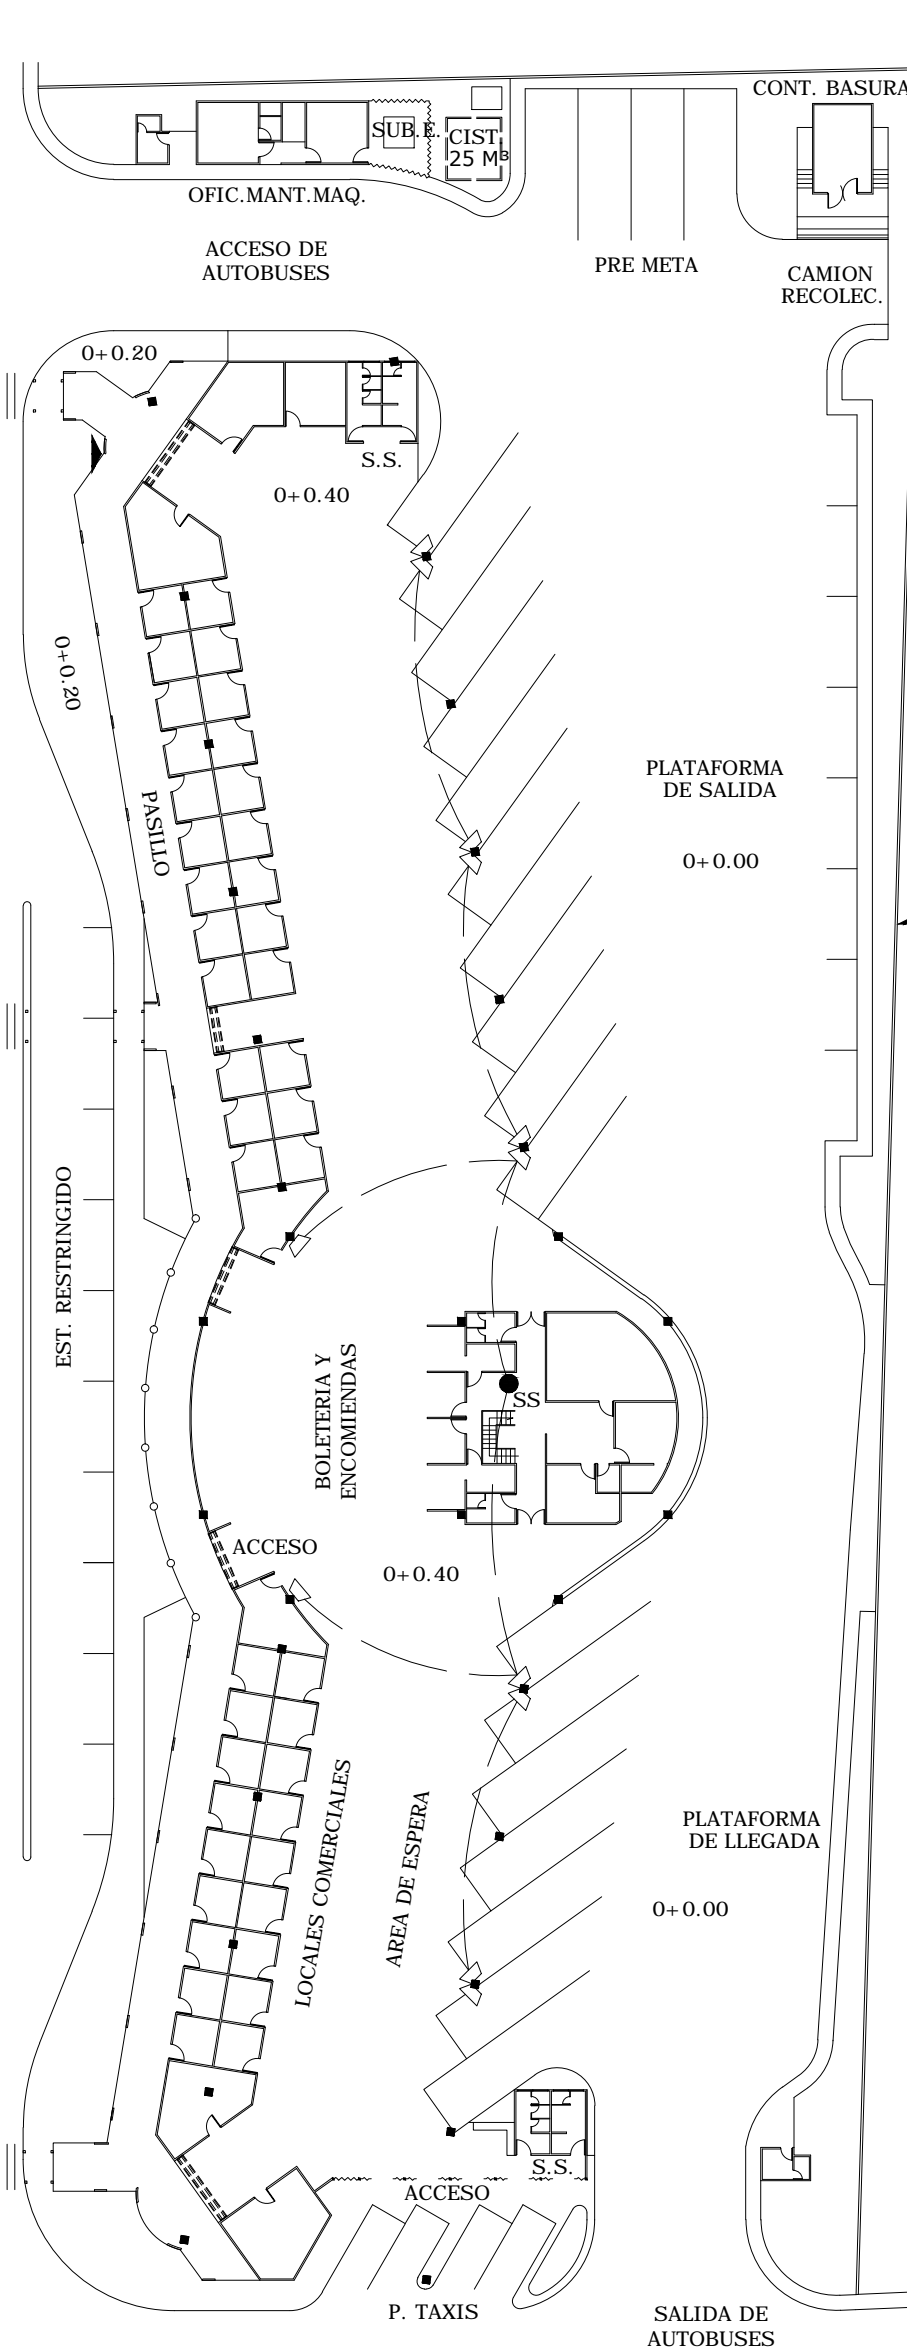 CONT. BASURA
SUB.E.
CIST.
25 M³
OFIC.MANT.MAQ.
ACCESO DE
AUTOBUSES
PRE META
CAMION
RECOLEC.
0+0.20
S.S.
0+0.40
0+0.20
PLATAFORMA
DE SALIDA
PASILLO
0+0.00
EST. RESTRINGIDO
BOLETERIA Y
ENCOMIENDAS
SS
ACCESO
0+0.40
LOCALES COMERCIALES
AREA DE ESPERA
PLATAFORMA
DE LLEGADA
0+0.00
S.S.
ACCESO
P. TAXIS
SALIDA DE
AUTOBUSES